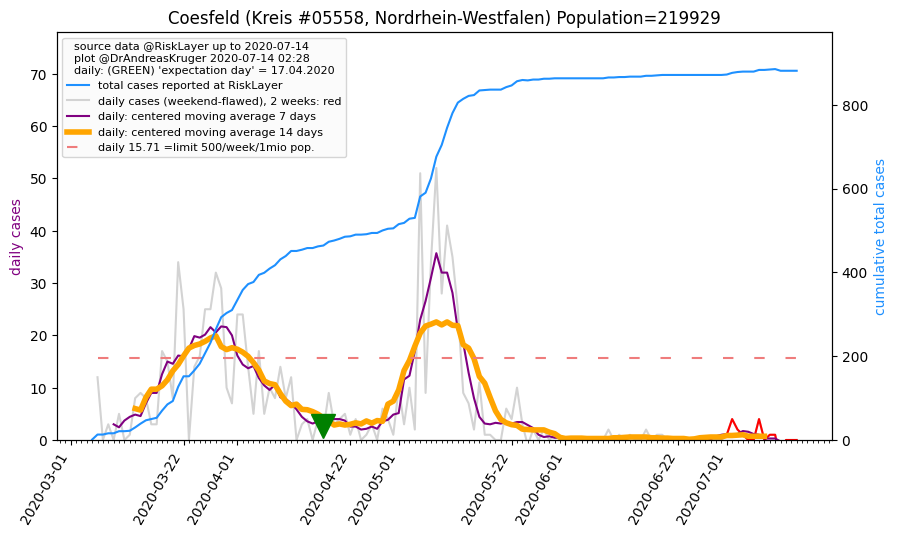 Coesfeld (Kreis #05558, Nordrhein-Westfalen) Population=219929
source data @RiskLayer up to 2020-07-14
plot @DrAndreasKruger 2020-07-14 02:28
daily: (GREEN) 'expectation day' = 17.04.2020
total cases reported at RiskLayer
daily cases (weekend-flawed), 2 weeks: red
daily: centered moving average 7 days
daily: centered moving average 14 days
daily 15.71 =limit 500/week/1mio pop.
daily cases
70
60
50
40
30
20
10
0
800
600
400
200
0
cumulative total cases
2020-03-01
2020-03-22
2020-04-01
2020-04-22
2020-05-01
2020-05-22
2020-06-01
2020-06-22
2020-07-01